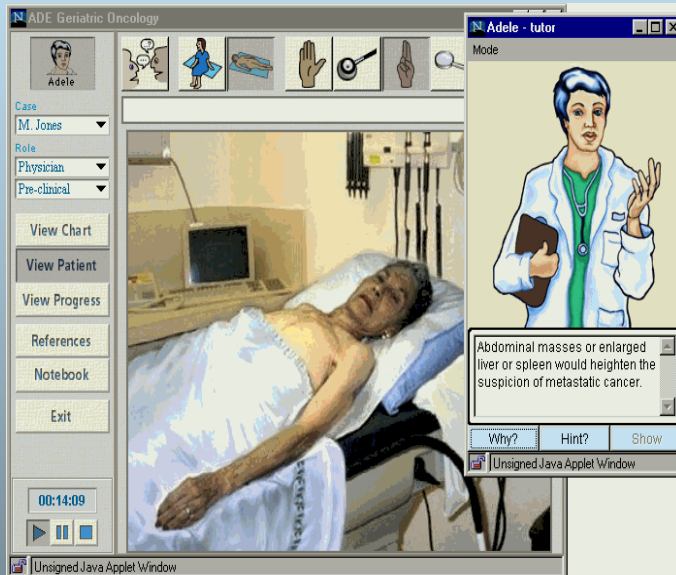 ADE Geriatric Oncology
Adele
Case
M. Jones
Role
Physician
Pre-clinical
View Chart
View Patient
View Progress
References
Notebook
Exit
00:14:09
Unsigned Java Applet Window
Adele - tutor
Mode
Abdominal masses or enlarged
liver or spleen would heighten the
suspicion of metastatic cancer.
Why? Hint? Show
Unsigned Java Applet Window